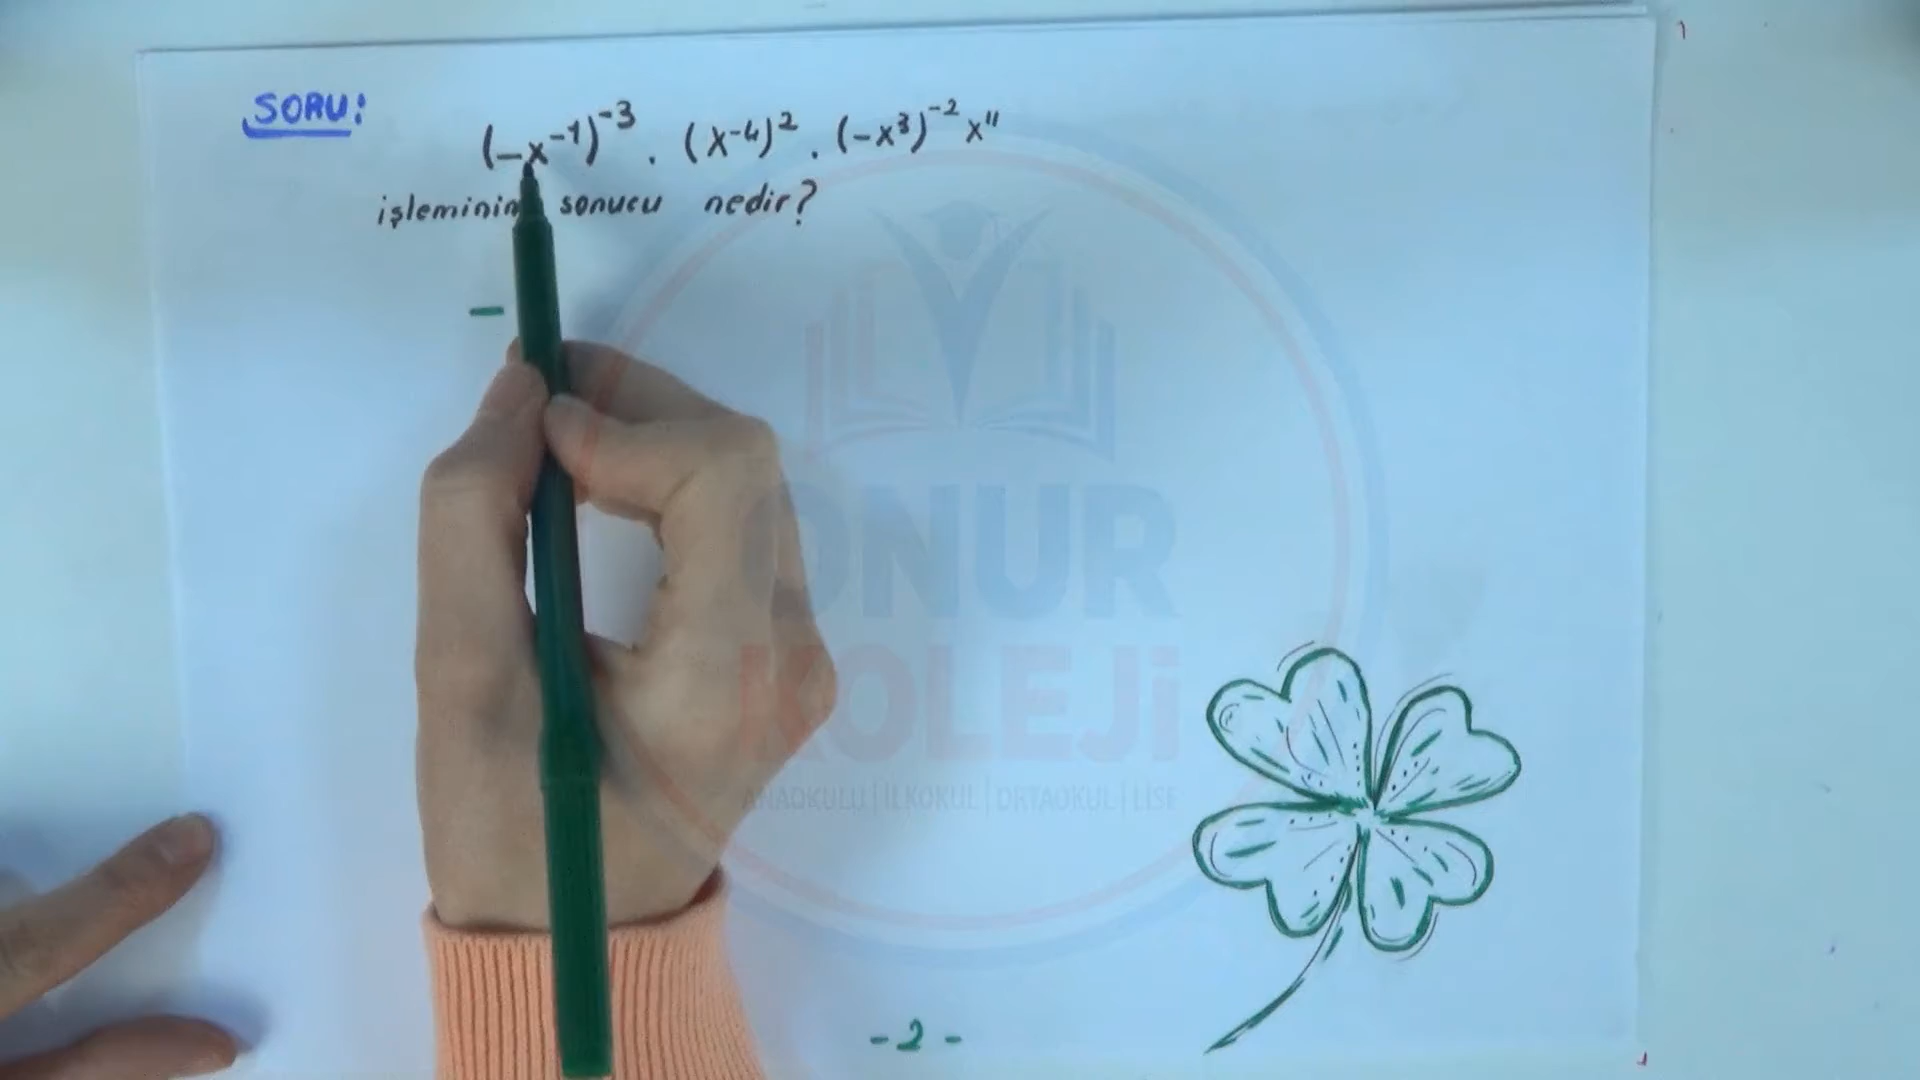 SORU:
(-x⁻¹)⁻³ . (x⁻⁴)² . (-x³)⁻² x¹¹
işleminin sonucu nedir?
-
ONUR
KOLEJİ
ANAOKULU | İLKOKUL | ORTAOKUL | LİSE
-2-